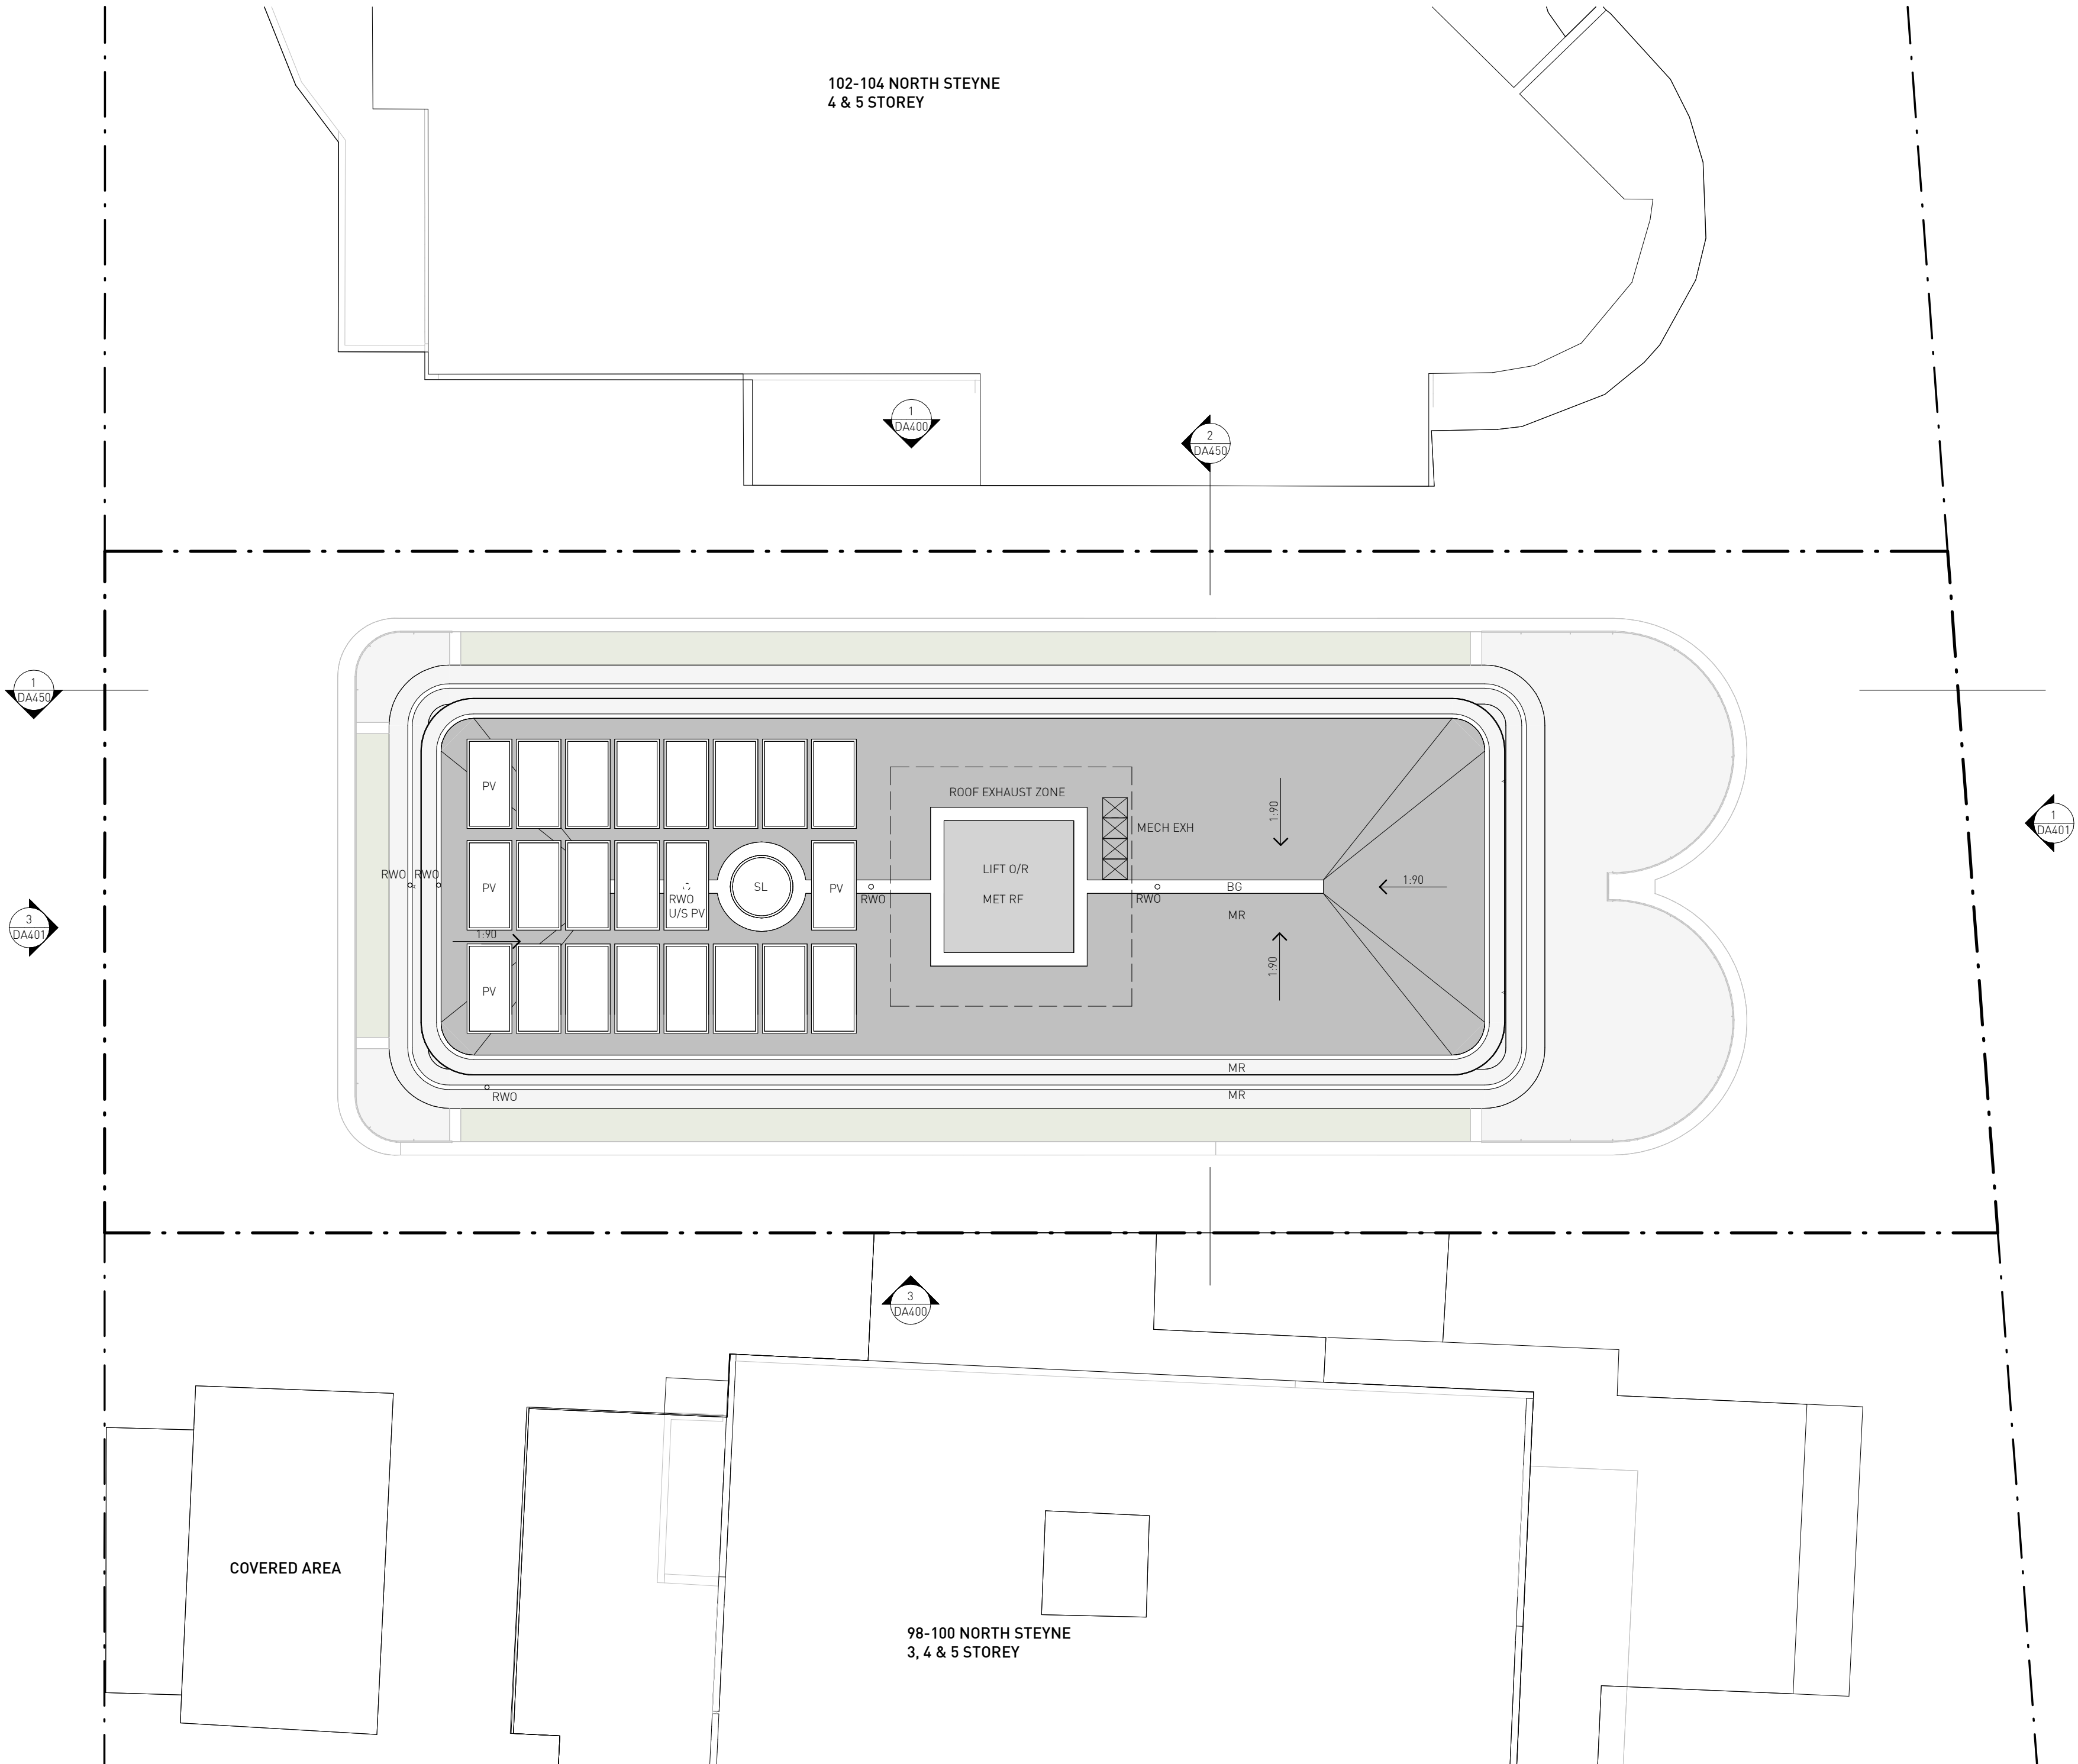 102-104 NORTH STEYNE
4 & 5 STOREY
1
DA400
2
DA450
1
DA450
PV
ROOF EXHAUST ZONE
1:90
MECH EXH
1
DA401
RWO
RWO
PV
RWO
U/S PV
SL
PV
RWO
LIFT O/R
MET RF
RWO
BG
MR
1:90
3
DA401
1:90
PV
1:90
MR
MR
RWO
3
DA400
COVERED AREA
98-100 NORTH STEYNE
3, 4 & 5 STOREY